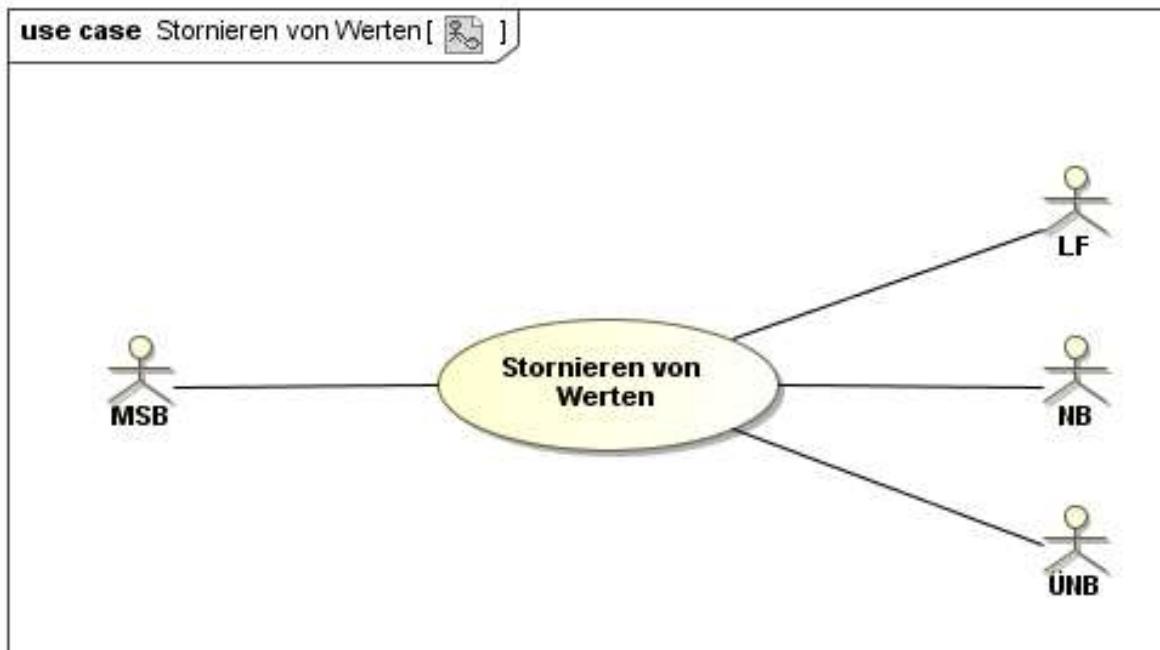 use case Stornieren von Werten [ ]
LF
Stornieren von
Werten
MSB
NB
ÜNB